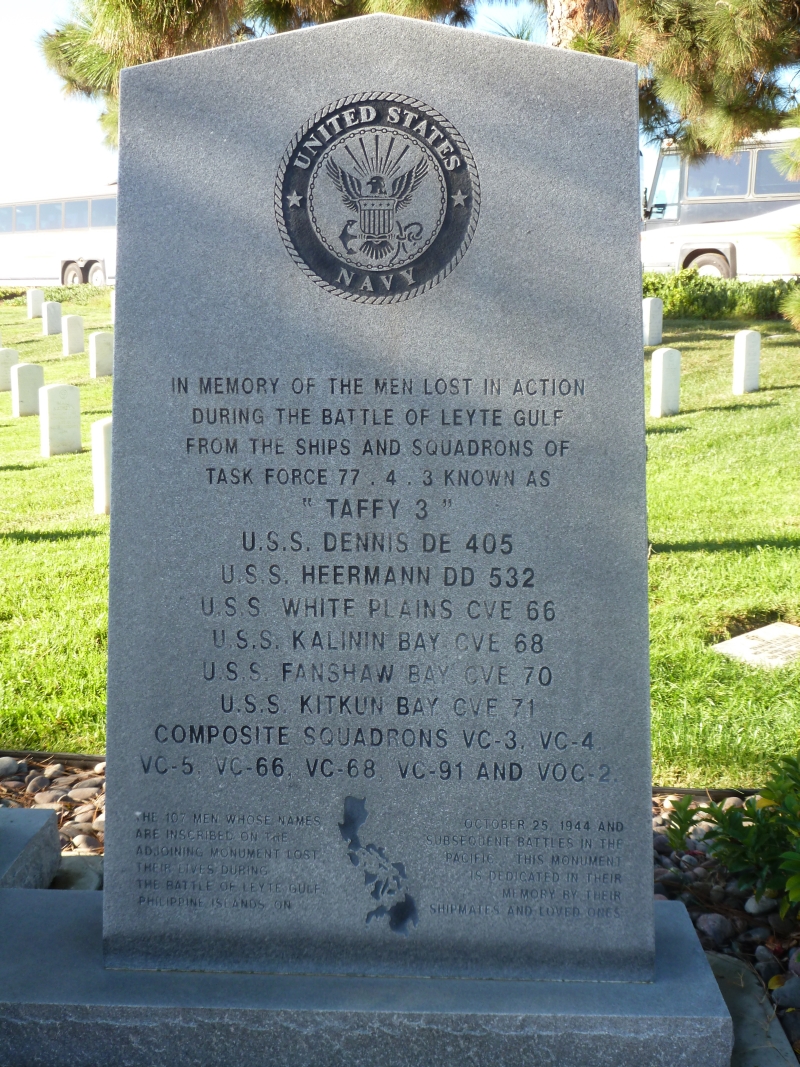 UNITED STATES
NAVY
IN MEMORY OF THE MEN LOST IN ACTION
DURING THE BATTLE OF LEYTE GULF
FROM THE SHIPS AND SQUADRONS OF
TASK FORCE 77 . 4 . 3 KNOWN AS
" TAFFY 3 "
U.S.S. DENNIS DE 405
U.S.S. HEERMANN DD 532
U.S.S. WHITE PLAINS CVE 66
U.S.S. KALININ BAY CVE 68
U.S.S. FANSHAW BAY CVE 70
U.S.S. KITKUN BAY CVE 71
COMPOSITE SQUADRONS VC-3, VC-4,
VC-5, VC-66, VC-68, VC-91 AND VOC-2.
THE 107 MEN WHOSE NAMES
ARE INSCRIBED ON THE
ADJOINING MONUMENT LOST
THEIR LIVES DURING
THE BATTLE OF LEYTE GULF
PHILIPPINE ISLANDS ON
OCTOBER 25, 1944 AND
SUBSEQUENT BATTLES IN THE
PACIFIC. THIS MONUMENT
IS DEDICATED IN THEIR
MEMORY BY THEIR
SHIPMATES AND LOVED ONES